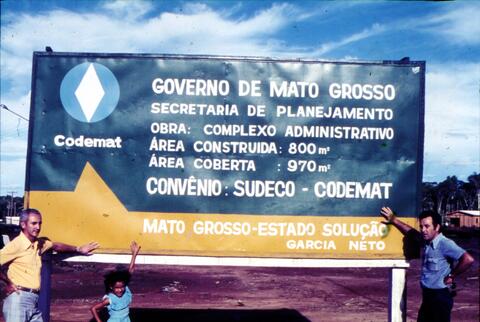 GOVERNO DE MATO GROSSO
SECRETARIA DE PLANEJAMENTO
OBRA: COMPLEXO ADMINISTRATIVO
ÁREA CONSTRUIDA: 800 m²
ÁREA COBERTA : 970 m²
CONVÊNIO: SUDECO - CODEMAT
Codemat
MATO GROSSO-ESTADO SOLUÇÃO
GARCIA NÉTO